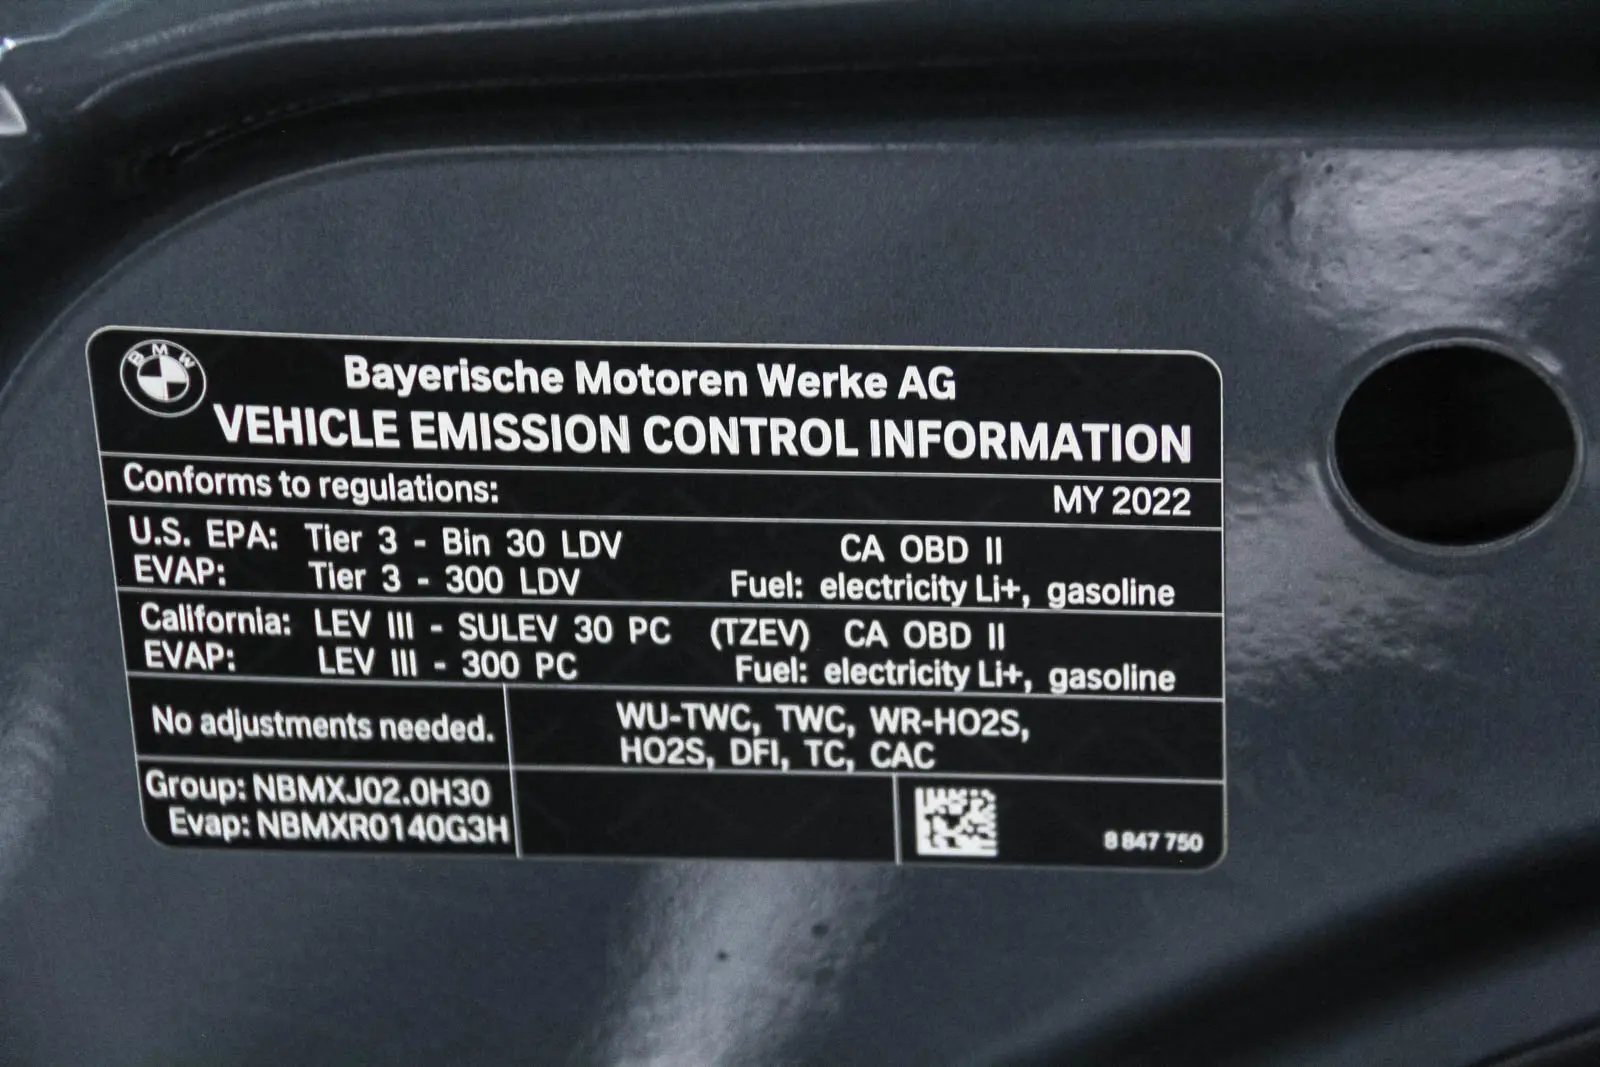 BMW
Bayerische Motoren Werke AG
VEHICLE EMISSION CONTROL INFORMATION
Conforms to regulations: MY 2022
U.S. EPA: Tier 3 - Bin 30 LDV CA OBD II
EVAP: Tier 3 - 300 LDV Fuel: electricity Li+, gasoline
California: LEV III - SULEV 30 PC (TZEV) CA OBD II
EVAP: LEV III - 300 PC Fuel: electricity Li+, gasoline
No adjustments needed.
WU-TWC, TWC, WR-HO2S,
HO2S, DFI, TC, CAC
Group: NBMXJ02.0H30
Evap: NBMXR0140G3H
8 847 750